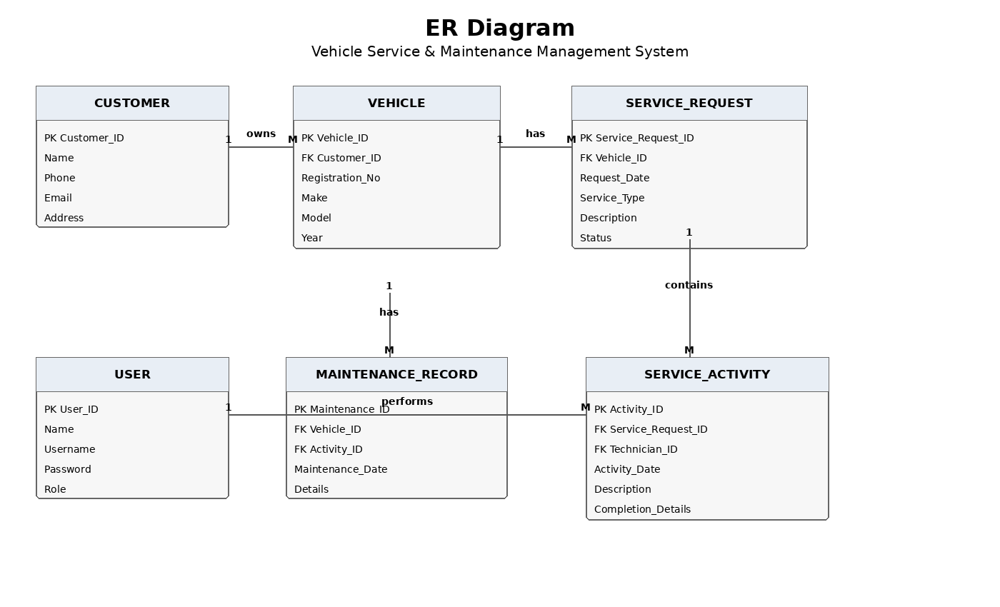 ER Diagram
Vehicle Service & Maintenance Management System
CUSTOMER
PK Customer_ID
Name
Phone
Email
Address
1
owns
M
VEHICLE
PK Vehicle_ID
FK Customer_ID
Registration_No
Make
Model
Year
1
has
M
SERVICE_REQUEST
PK Service_Request_ID
FK Vehicle_ID
Request_Date
Service_Type
Description
Status
1
has
M
1
contains
M
USER
PK User_ID
Name
Username
Password
Role
1
performs
M
MAINTENANCE_RECORD
PK Maintenance_ID
FK Vehicle_ID
FK Activity_ID
Maintenance_Date
Details
SERVICE_ACTIVITY
PK Activity_ID
FK Service_Request_ID
FK Technician_ID
Activity_Date
Description
Completion_Details